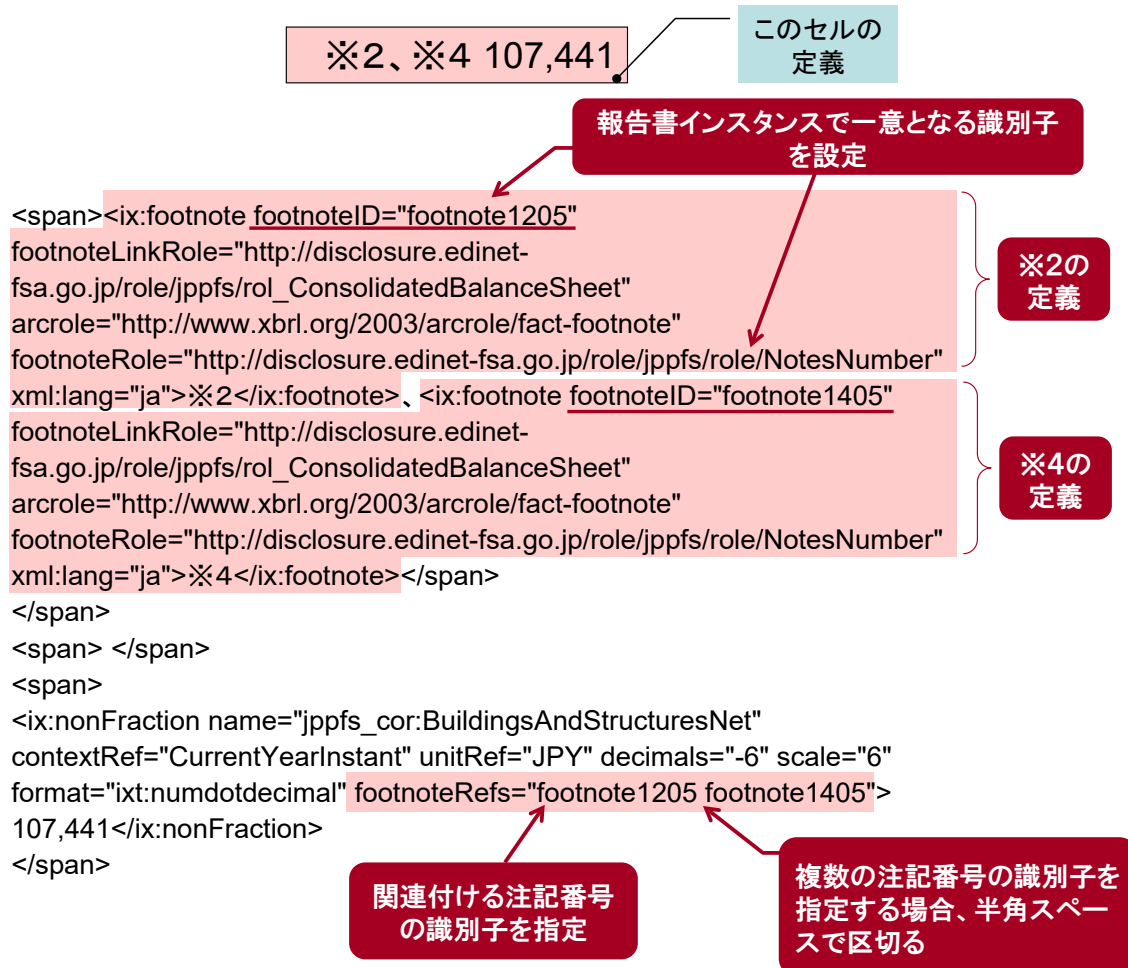 ※２、※４ 107,441
このセルの
定義
報告書インスタンスで一意となる識別子
を設定
<span><ix:footnote footnoteID="footnote1205"
footnoteLinkRole="http://disclosure.edinet-
fsa.go.jp/role/jppfs/rol_ConsolidatedBalanceSheet"
arcrole="http://www.xbrl.org/2003/arcrole/fact-footnote"
footnoteRole="http://disclosure.edinet-fsa.go.jp/role/jppfs/role/NotesNumber"
xml:lang="ja">※２</ix:footnote>、<ix:footnote footnoteID="footnote1405"
footnoteLinkRole="http://disclosure.edinet-
fsa.go.jp/role/jppfs/rol_ConsolidatedBalanceSheet"
arcrole="http://www.xbrl.org/2003/arcrole/fact-footnote"
footnoteRole="http://disclosure.edinet-fsa.go.jp/role/jppfs/role/NotesNumber"
xml:lang="ja">※４</ix:footnote></span>
</span>
<span> </span>
<span>
<ix:nonFraction name="jppfs_cor:BuildingsAndStructuresNet"
contextRef="CurrentYearInstant" unitRef="JPY" decimals="-6" scale="6"
format="ixt:numdotdecimal" footnoteRefs="footnote1205 footnote1405">
107,441</ix:nonFraction>
</span>
※2の
定義
※4の
定義
関連付ける注記番号
の識別子を指定
複数の注記番号の識別子を
指定する場合、半角スペー
スで区切る